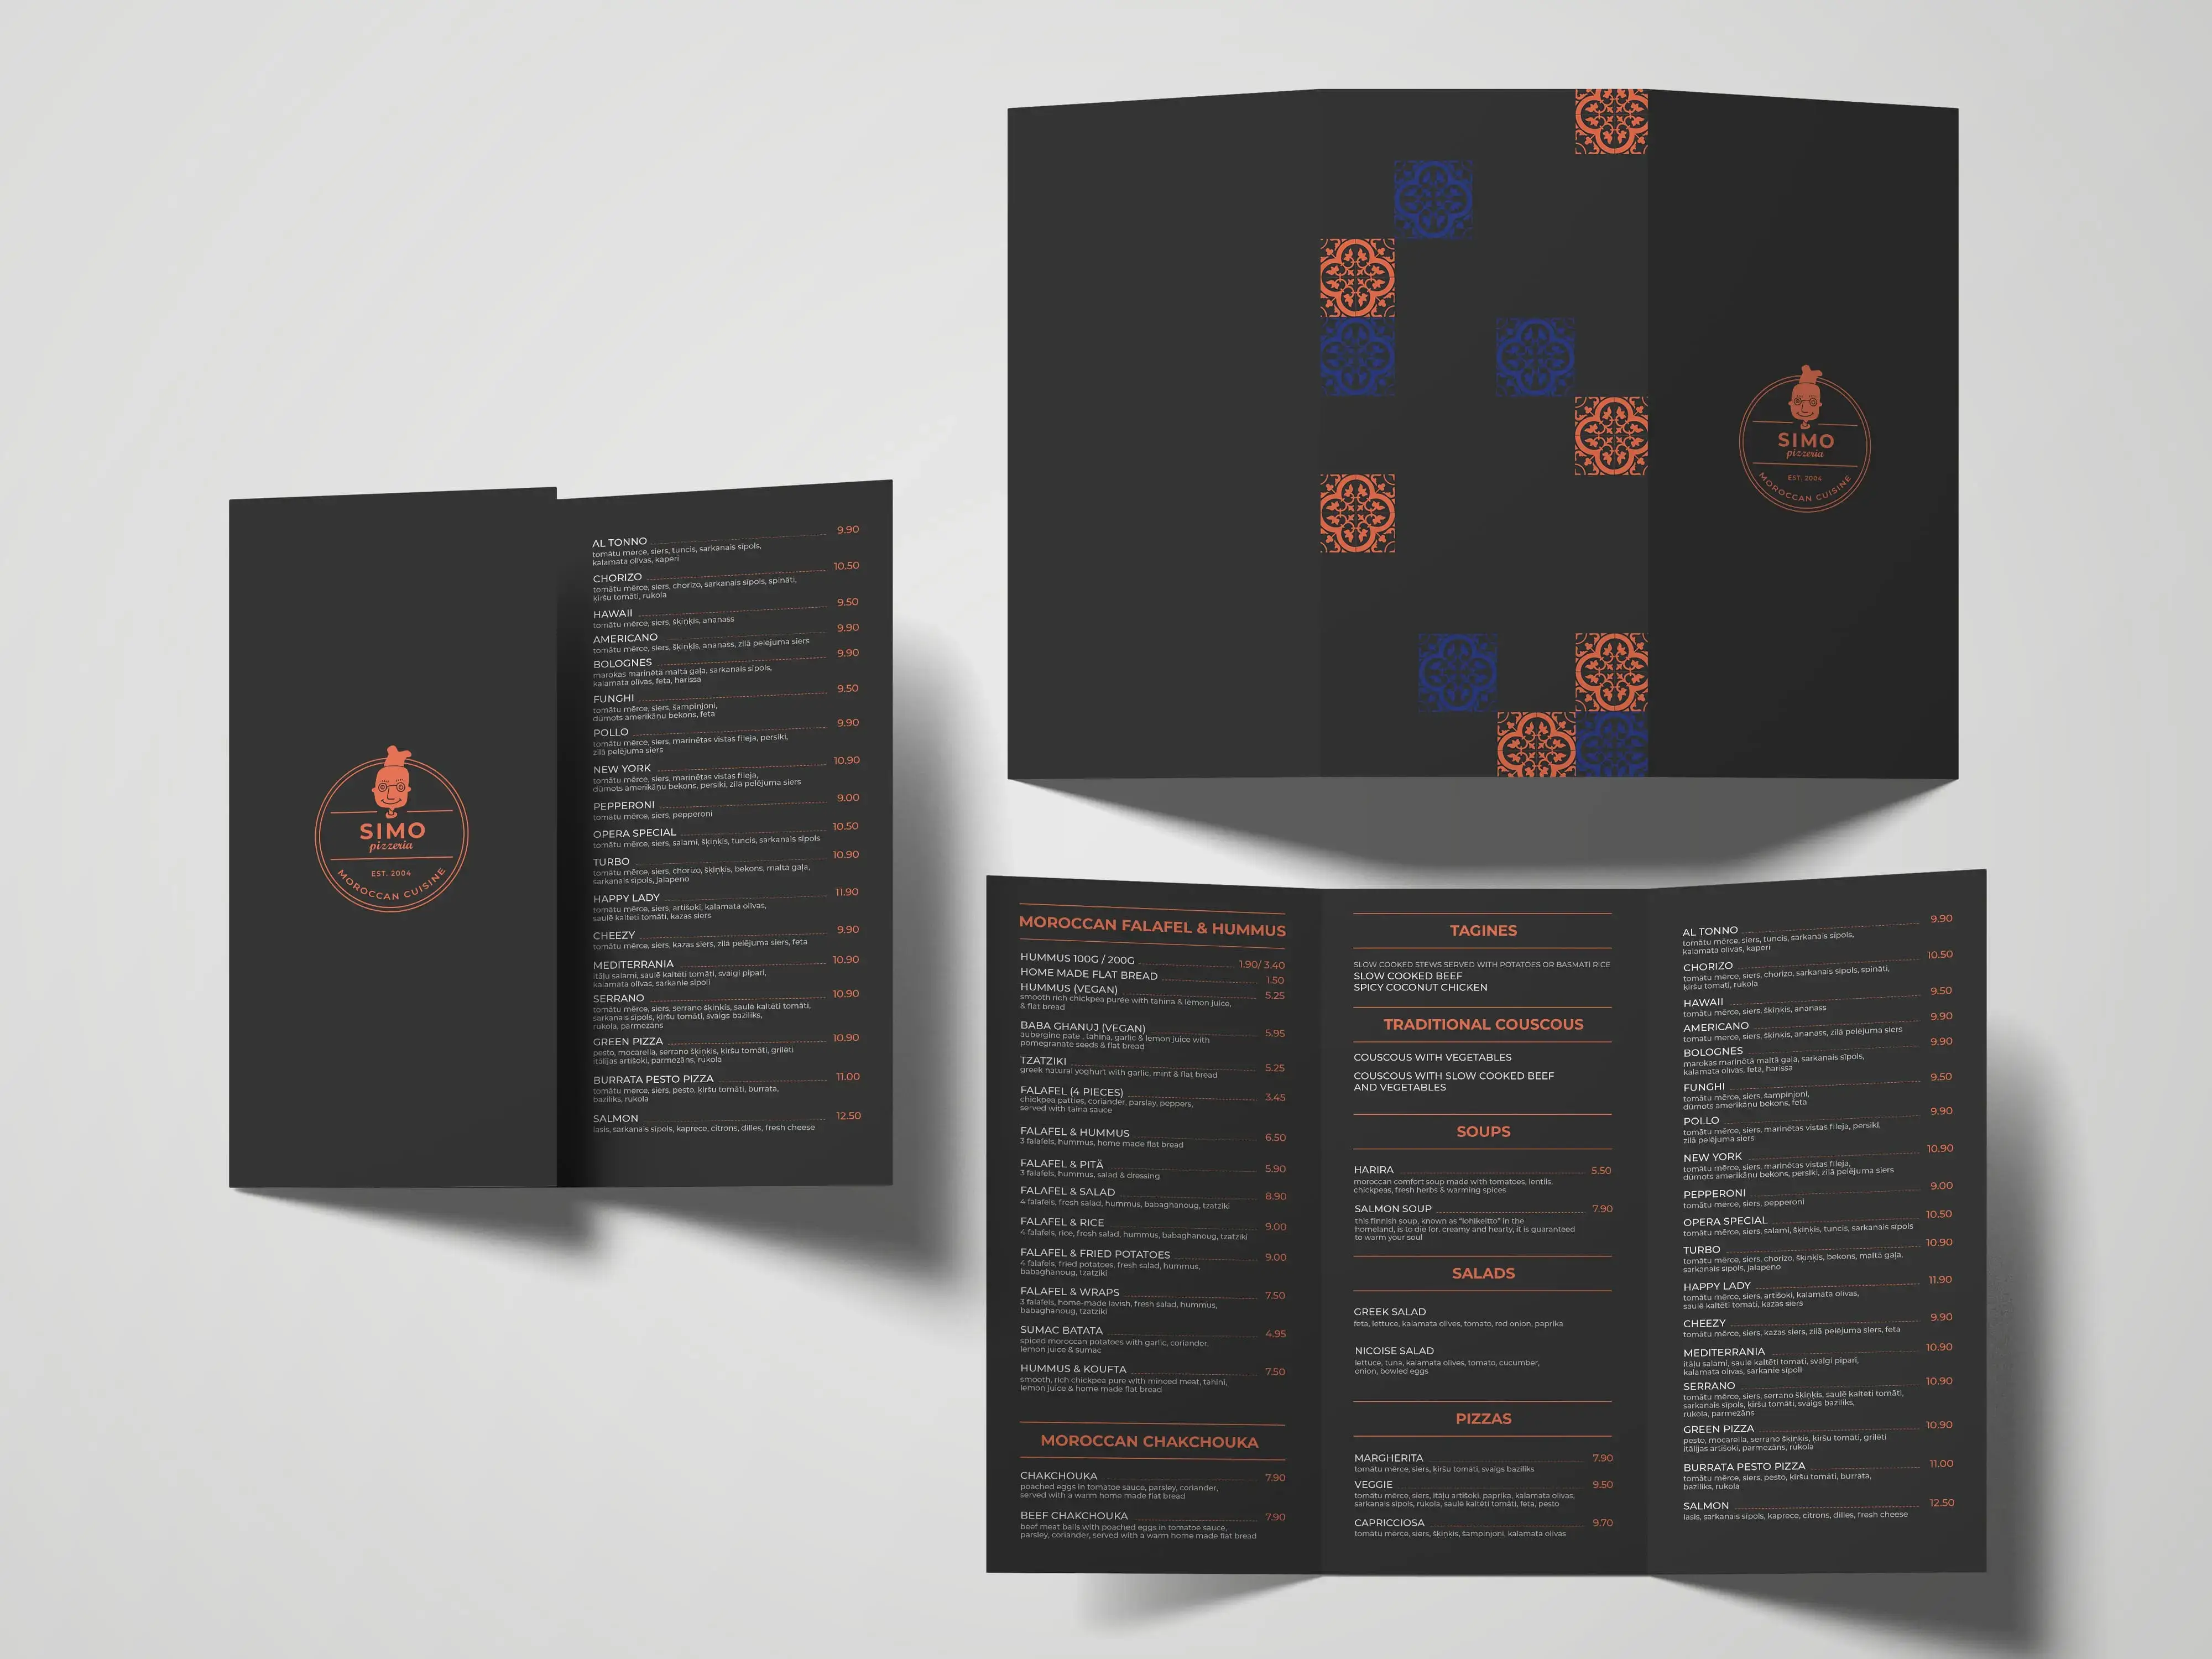 SIMO
pizzeria
EST. 2004
MOROCCAN CUISINE
AL TONNO 9.90
tomātu mērce, siers, tuncis, sarkanais sīpols,
kalamata olīvas, kaperi
CHORIZO 10.50
tomātu mērce, siers, chorizo, sarkanais sīpols, spināti,
ķiršu tomāti, rukola
HAWAII 9.50
tomātu mērce, siers, šķiņķis, ananass
AMERICANO 9.90
tomātu mērce, siers, šķiņķis, ananass, zilā pelējuma siers
BOLOGNES 9.90
marokas marinētā maltā gaļa, sarkanais sīpols,
kalamata olīvas, feta, harissa
FUNGHI 9.50
tomātu mērce, siers, šampinjoni,
dūmots amerikāņu bekons, feta
POLLO 9.90
tomātu mērce, siers, marinētas vistas fileja, persiki,
zilā pelējuma siers
NEW YORK 10.90
tomātu mērce, siers, marinētas vistas fileja,
dūmots amerikāņu bekons, persiki, zilā pelējuma siers
PEPPERONI 9.00
tomātu mērce, siers, pepperoni
OPERA SPECIAL 10.50
tomātu mērce, siers, salami, šķiņķis, tuncis, sarkanais sīpols
TURBO 10.90
tomātu mērce, siers, chorizo, šķiņķis, bekons, maltā gaļa,
sarkanais sīpols, jalapeno
HAPPY LADY 11.90
tomātu mērce, siers, artišoki, kalamata olīvas,
saulē kaltēti tomāti, kazas siers
CHEEZY 9.90
tomātu mērce, siers, kazas siers, zilā pelējuma siers, feta
MEDITERRANIA 10.90
itāļu salami, saulē kaltēti tomāti, svaigi pipari,
kalamata olīvas, sarkanie sīpoli
SERRANO 10.90
tomātu mērce, siers, serrano šķiņķis, saulē kaltēti tomāti,
sarkanais sīpols, ķiršu tomāti, svaigs baziliks,
rukola, parmezāns
GREEN PIZZA 10.90
pesto, mocarella, serrano šķiņķis, ķiršu tomāti, grilēti
itālijas artišoki, parmezāns, rukola
BURRATA PESTO PIZZA 11.00
tomātu mērce, siers, pesto, ķiršu tomāti, burrata,
baziliks, rukola
SALMON 12.50
lasis, sarkanais sīpols, kaprece, citrons, dilles, fresh cheese
SIMO
pizzeria
EST. 2004
MOROCCAN CUISINE
MOROCCAN FALAFEL & HUMMUS
HUMMUS 100G / 200G 1.90/ 3.40
HOME MADE FLAT BREAD 1.50
HUMMUS (VEGAN) 5.25
smooth rich chickpea purée with tahina & lemon juice,
& flat bread
BABA GHANUJ (VEGAN) 5.95
aubergine pate , tahina, garlic & lemon juice with
pomegranate seeds & flat bread
TZATZIKI 5.25
greek natural yoghurt with garlic, mint & flat bread
FALAFEL (4 PIECES) 3.45
chickpea patties, coriander, parslay, peppers,
served with taina sauce
FALAFEL & HUMMUS 6.50
3 falafels, hummus, home made flat bread
FALAFEL & PITÄ 5.90
3 falafels, hummus, salad & dressing
FALAFEL & SALAD 8.90
4 falafels, fresh salad, hummus, babaghanoug, tzatziki
FALAFEL & RICE 9.00
4 falafels, rice, fresh salad, hummus, babaghanoug, tzatziki
FALAFEL & FRIED POTATOES 9.00
4 falafels, fried potatoes, fresh salad, hummus,
babaghanoug, tzatziki
FALAFEL & WRAPS 7.50
3 falafels, home-made lavish, fresh salad, hummus,
babaghanoug, tzatziki
SUMAC BATATA 4.95
spiced moroccan potatoes with garlic, coriander,
lemon juice & sumac
HUMMUS & KOUFTA 7.50
smooth, rich chickpea pure with minced meat, tahini,
lemon juice & home made flat bread
MOROCCAN CHAKCHOUKA
CHAKCHOUKA 7.90
poached eggs in tomatoe sauce, parsley, coriander,
served with a warm home made flat bread
BEEF CHAKCHOUKA 7.90
beef meat balls with poached eggs in tomatoe sauce,
parsley, coriander, served with a warm home made flat bread
TAGINES
SLOW COOKED STEWS SERVED WITH POTATOES OR BASMATI RICE
SLOW COOKED BEEF
SPICY COCONUT CHICKEN
TRADITIONAL COUSCOUS
COUSCOUS WITH VEGETABLES
COUSCOUS WITH SLOW COOKED BEEF
AND VEGETABLES
SOUPS
HARIRA 5.50
moroccan comfort soup made with tomatoes, lentils,
chickpeas, fresh herbs & warming spices
SALMON SOUP 7.90
this finnish soup, known as "lohikeitto" in the
homeland, is to die for. creamy and hearty, it is guaranteed
to warm your soul
SALADS
GREEK SALAD
feta, lettuce, kalamata olives, tomato, red onion, paprika
NICOISE SALAD
lettuce, tuna, kalamata olives, tomato, cucumber,
onion, bowled eggs
PIZZAS
MARGHERITA 7.90
tomātu mērce, siers, ķiršu tomāti, svaigs baziliks
VEGGIE 9.50
tomātu mērce, siers, itāļu artišoki, paprika, kalamata olīvas,
sarkanais sīpols, rukola, saulē kaltēti tomāti, feta, pesto
CAPRICCIOSA 9.70
tomātu mērce, siers, šķiņķis, šampinjoni, kalamata olīvas
AL TONNO 9.90
tomātu mērce, siers, tuncis, sarkanais sīpols,
kalamata olīvas, kaperi
CHORIZO 10.50
tomātu mērce, siers, chorizo, sarkanais sīpols, spināti,
ķiršu tomāti, rukola
HAWAII 9.50
tomātu mērce, siers, šķiņķis, ananass
AMERICANO 9.90
tomātu mērce, siers, šķiņķis, ananass, zilā pelējuma siers
BOLOGNES 9.90
marokas marinētā maltā gaļa, sarkanais sīpols,
kalamata olīvas, feta, harissa
FUNGHI 9.50
tomātu mērce, siers, šampinjoni,
dūmots amerikāņu bekons, feta
POLLO 9.90
tomātu mērce, siers, marinētas vistas fileja, persiki,
zilā pelējuma siers
NEW YORK 10.90
tomātu mērce, siers, marinētas vistas fileja,
dūmots amerikāņu bekons, persiki, zilā pelējuma siers
PEPPERONI 9.00
tomātu mērce, siers, pepperoni
OPERA SPECIAL 10.50
tomātu mērce, siers, salami, šķiņķis, tuncis, sarkanais sīpols
TURBO 10.90
tomātu mērce, siers, chorizo, šķiņķis, bekons, maltā gaļa,
sarkanais sīpols, jalapeno
HAPPY LADY 11.90
tomātu mērce, siers, artišoki, kalamata olīvas,
saulē kaltēti tomāti, kazas siers
CHEEZY 9.90
tomātu mērce, siers, kazas siers, zilā pelējuma siers, feta
MEDITERRANIA 10.90
itāļu salami, saulē kaltēti tomāti, svaigi pipari,
kalamata olīvas, sarkanie sīpoli
SERRANO 10.90
tomātu mērce, siers, serrano šķiņķis, saulē kaltēti tomāti,
sarkanais sīpols, ķiršu tomāti, svaigs baziliks,
rukola, parmezāns
GREEN PIZZA 10.90
pesto, mocarella, serrano šķiņķis, ķiršu tomāti, grilēti
itālijas artišoki, parmezāns, rukola
BURRATA PESTO PIZZA 11.00
tomātu mērce, siers, pesto, ķiršu tomāti, burrata,
baziliks, rukola
SALMON 12.50
lasis, sarkanais sīpols, kaprece, citrons, dilles, fresh cheese